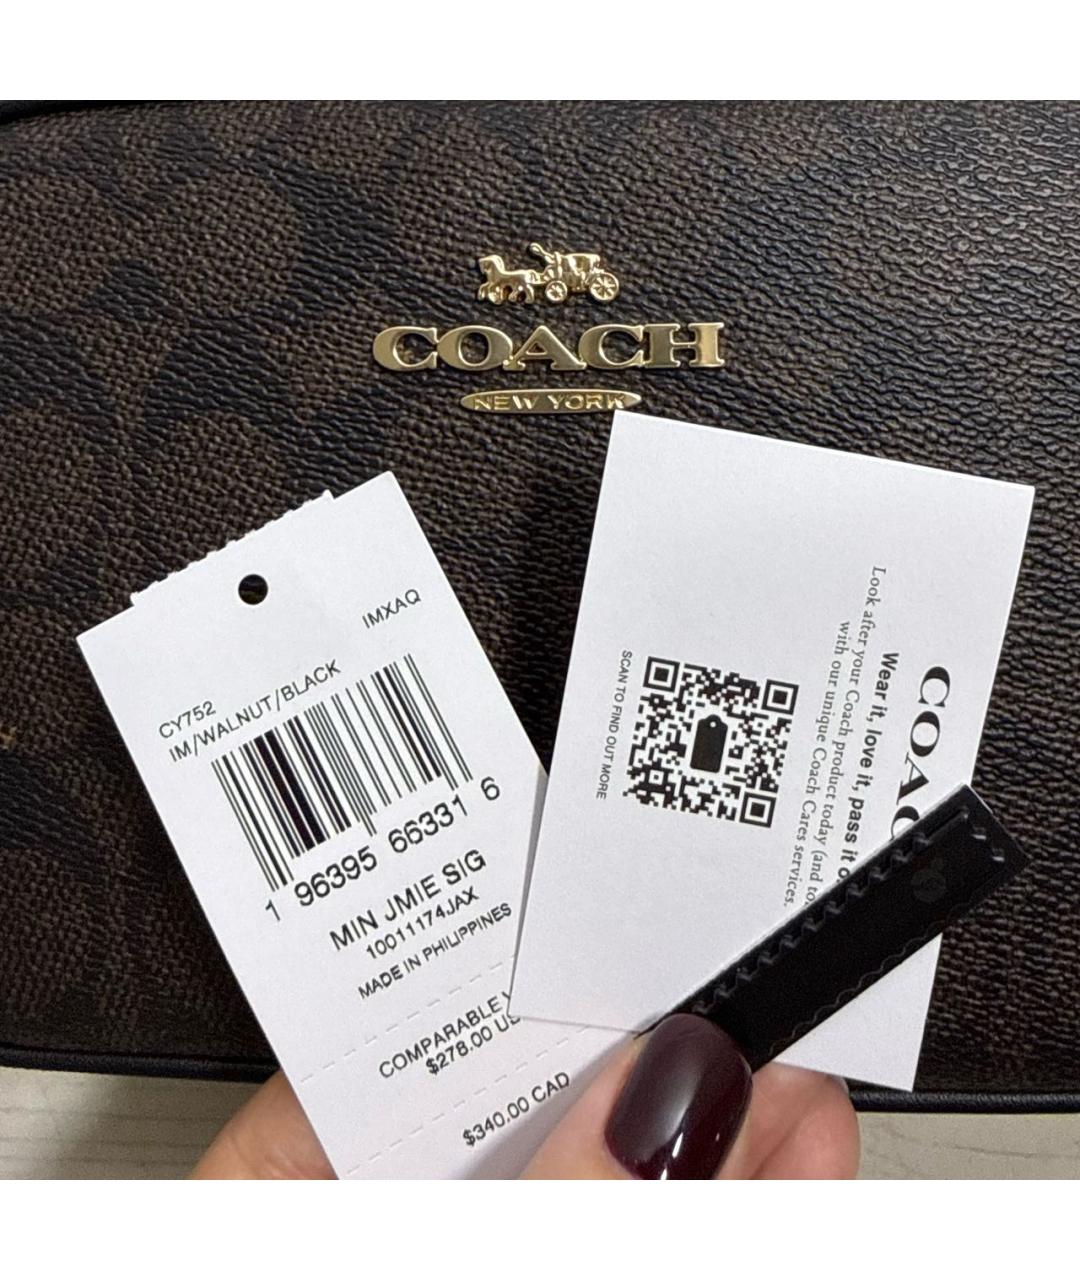 COACH
NEW YORK
IMXAQ
CY752
IM/WALNUT/BLACK
1 96395 66331 6
MIN JMIE SIG
10011174JAX
MADE IN PHILIPPINES
COMPARABLE
$278.00 US
$340.00 CAD
COAC
Wear it, love it, pass it
Look after your Coach product today (and
with our unique Coach Cares services.
SCAN TO FIND OUT MORE